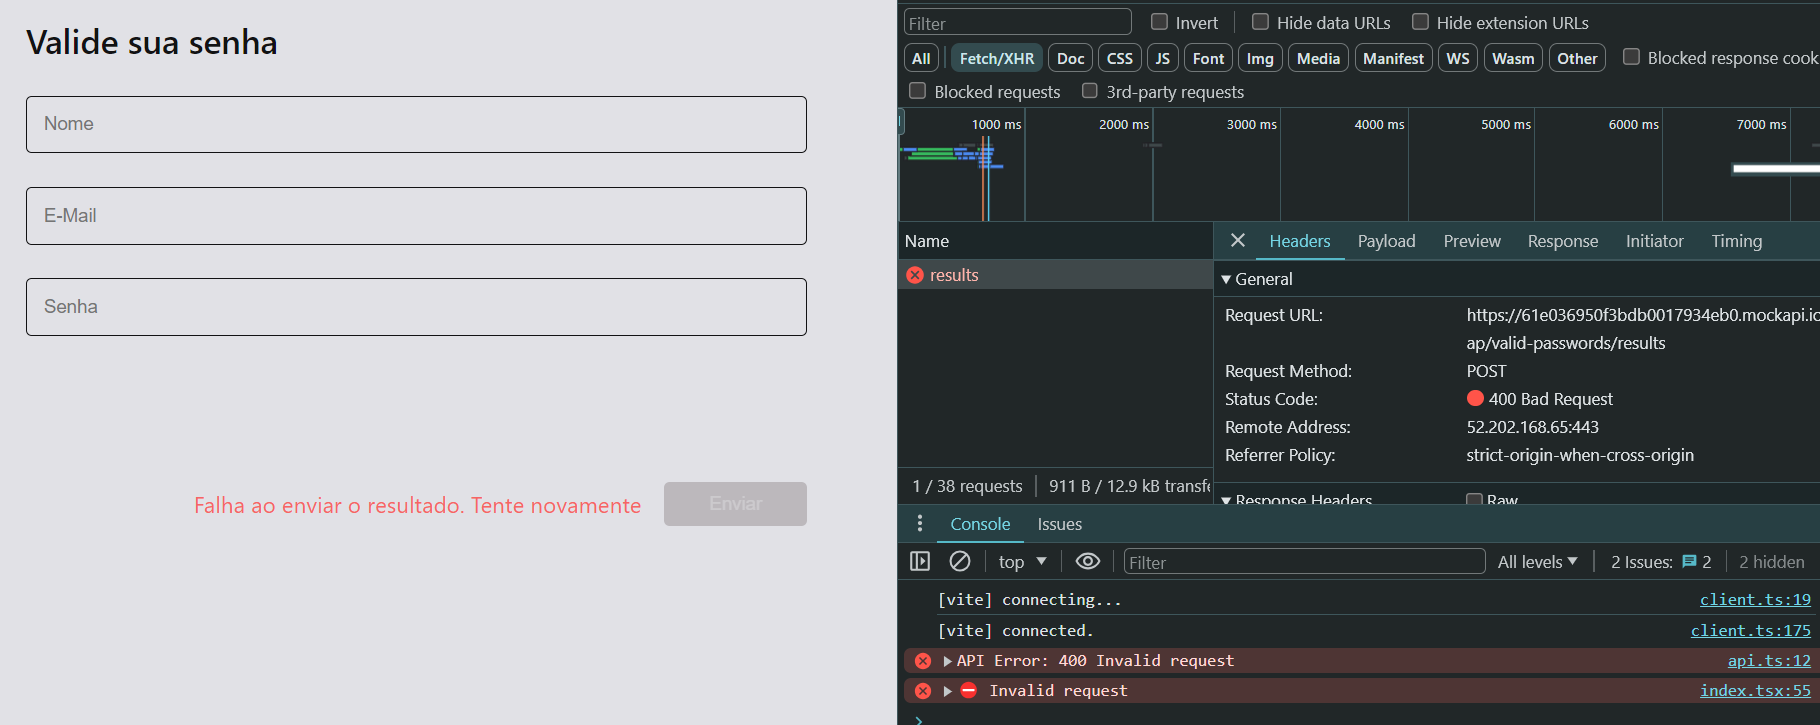 Valide sua senha
Nome
E-Mail
Senha
Falha ao enviar o resultado. Tente novamente
Enviar
Filter
Invert
Hide data URLs
Hide extension URLs
All
Fetch/XHR
Doc
CSS
JS
Font
Img
Media
Manifest
WS
Wasm
Other
Blocked response cook
Blocked requests
3rd-party requests
1000 ms
2000 ms
3000 ms
4000 ms
5000 ms
6000 ms
7000 ms
Name
results
Headers
Payload
Preview
Response
Initiator
Timing
General
Request URL:
https://61e036950f3bdb0017934eb0.mockapi.io
ap/valid-passwords/results
Request Method:
POST
Status Code:
400 Bad Request
Remote Address:
52.202.168.65:443
Referrer Policy:
strict-origin-when-cross-origin
Response Headers
Raw
1 / 38 requests
911 B / 12.9 kB transfe
Console
Issues
top
Filter
All levels
2 Issues:
2
2 hidden
[vite] connecting...
client.ts:19
[vite] connected.
client.ts:175
API Error: 400 Invalid request
api.ts:12
Invalid request
index.tsx:55